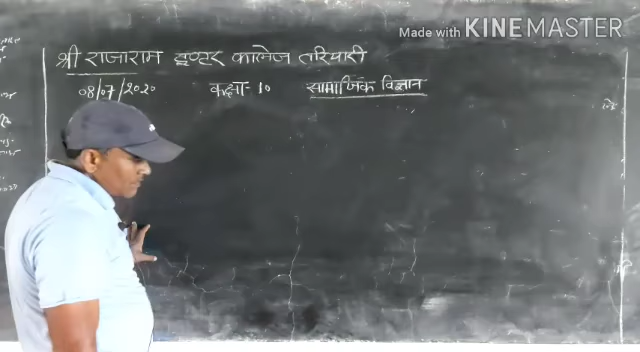 Made with KINEMASTER
श्री राजाराम इण्टर कालेज तरियारी
08/07/2020 कक्षा-10 सामाजिक विज्ञान